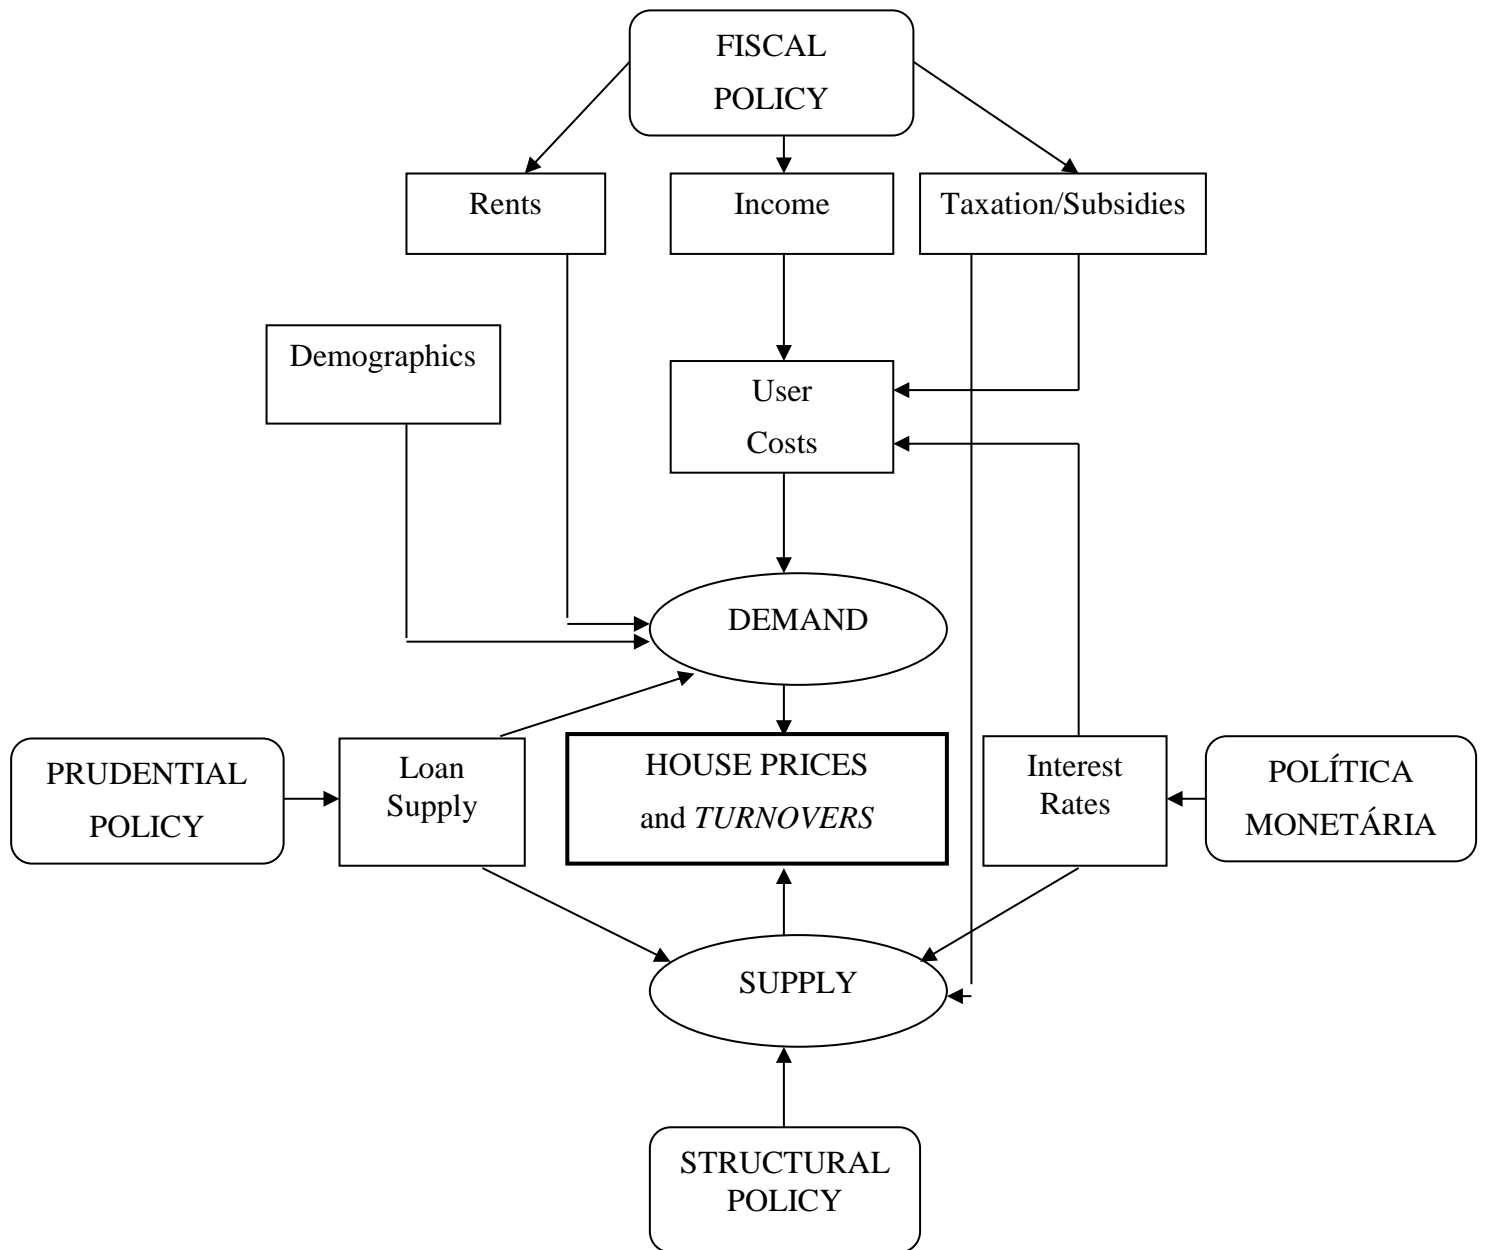 FISCAL
POLICY
Rents
Income
Taxation/Subsidies
Demographics
User
Costs
DEMAND
PRUDENTIAL
POLICY
Loan
Supply
HOUSE PRICES
and TURNOVERS
Interest
Rates
POLÍTICA
MONETÁRIA
SUPPLY
STRUCTURAL
POLICY